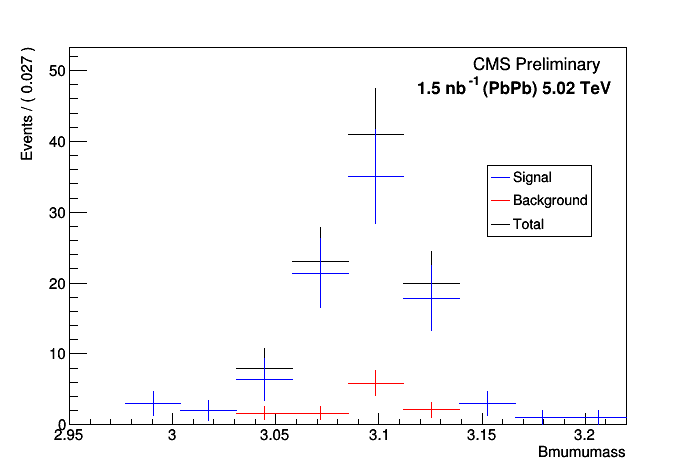 CMS Preliminary
1.5 nb-1 (PbPb) 5.02 TeV
Events / ( 0.027 )
50
40
30
20
10
0
Signal
Background
Total
2.95 3 3.05 3.1 3.15 3.2
Bmumumass